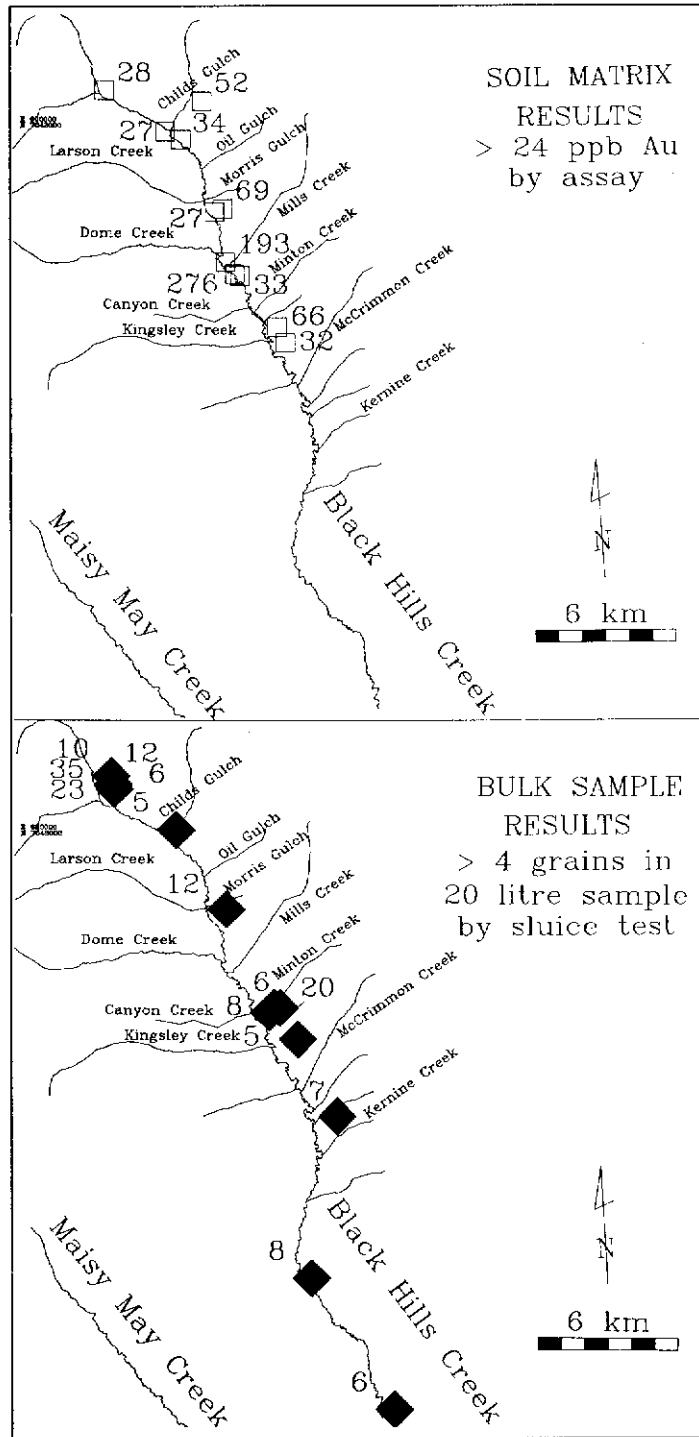 28
Childs Gulch
52
SOIL MATRIX
RESULTS
> 24 ppb Au
by assay
27
34
Oil Gulch
Larson Creek
Morris Gulch
69
27
Mills Creek
Dome Creek
193
Minton Creek
276
33
Canyon Creek
66
McCrimmon Creek
Kingsley Creek
32
Kernine Creek
N
Black Hills Creek
Maisy May Creek
6 km
10
12
35
6
23
5
Childs Gulch
BULK SAMPLE
RESULTS
> 4 grains in
20 litre sample
by sluice test
Oil Gulch
Larson Creek
12
Morris Gulch
Mills Creek
Dome Creek
6
Minton Creek
8
20
Canyon Creek
McCrimmon Creek
Kingsley Creek
5
7
Kernine Creek
N
8
Black Hills Creek
Maisy May Creek
6 km
6